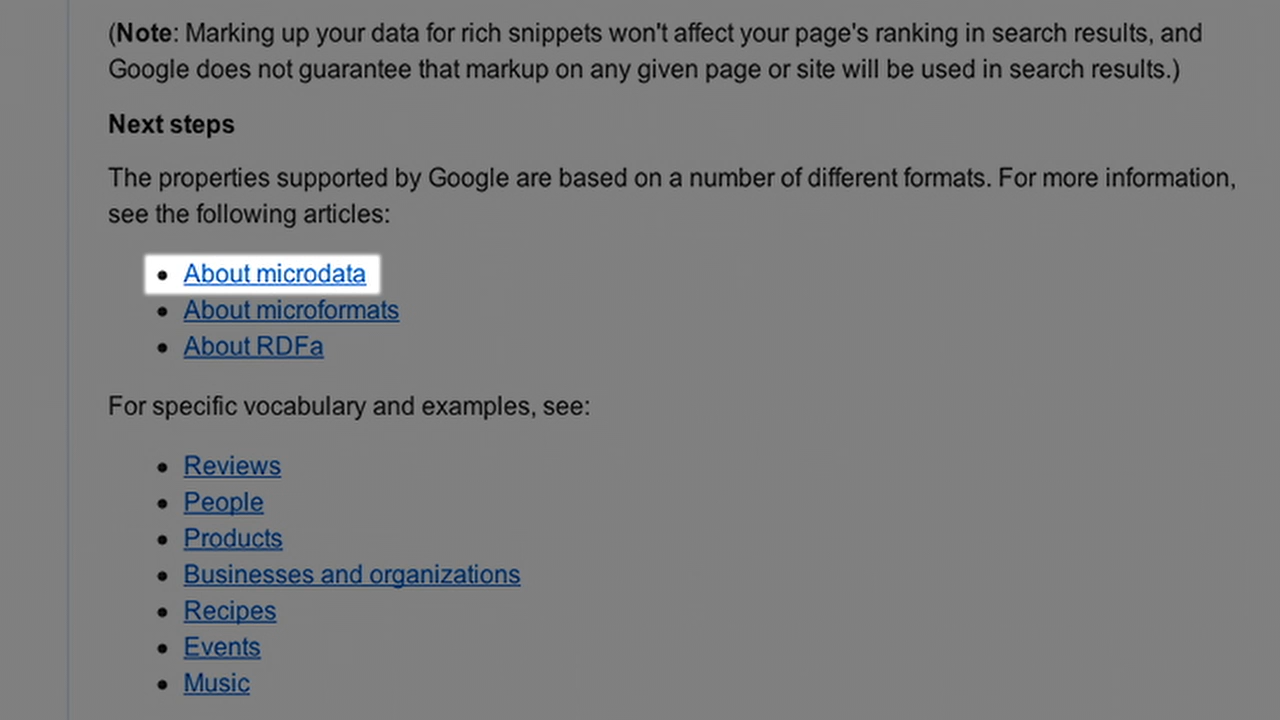 (Note: Marking up your data for rich snippets won't affect your page's ranking in search results, and
Google does not guarantee that markup on any given page or site will be used in search results.)
Next steps
The properties supported by Google are based on a number of different formats. For more information,
see the following articles:
• About microdata
• About microformats
• About RDFa
For specific vocabulary and examples, see:
• Reviews
• People
• Products
• Businesses and organizations
• Recipes
• Events
• Music